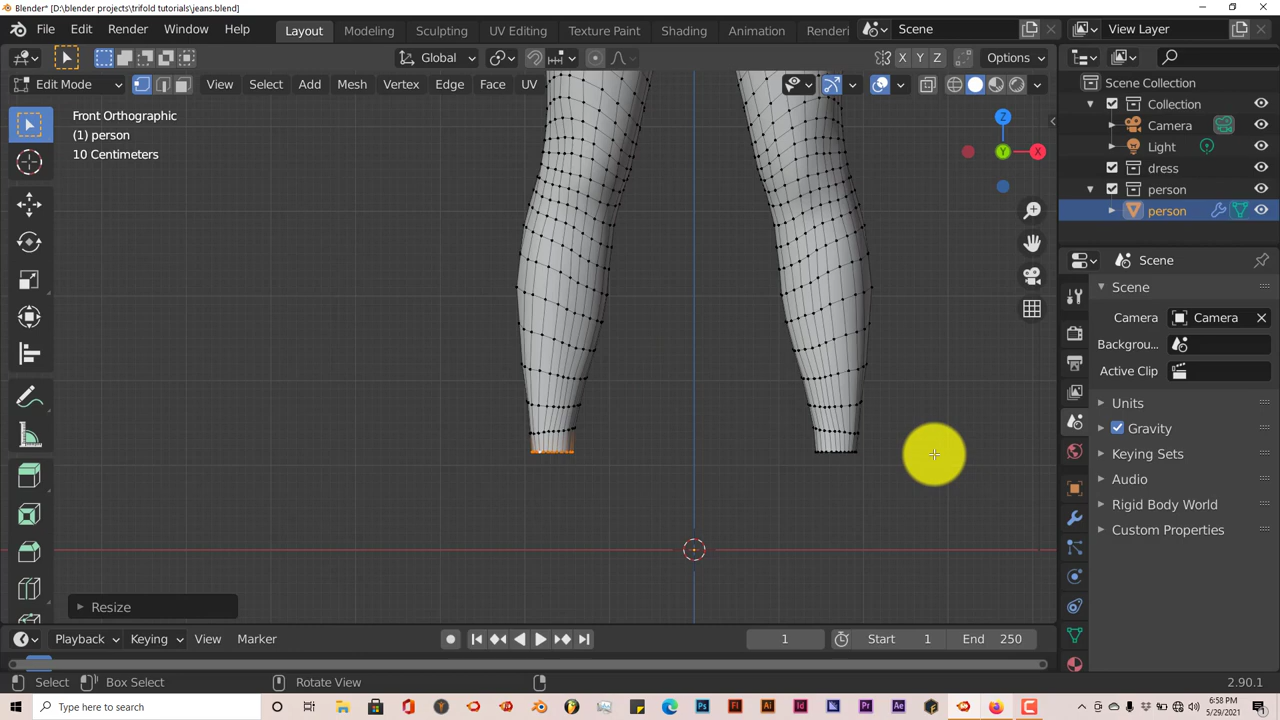 Blender* [D:\blender projects\trifold tutorials\jeans.blend]
File Edit Render Window Help Layout Modeling Sculpting UV Editing Texture Paint Shading Animation Renderi Scene View Layer
Global X Y Z Options
Edit Mode View Select Add Mesh Vertex Edge Face UV
Front Orthographic
(1) person
10 Centimeters
Z
Y
X
Resize
Scene Collection
Collection
Camera
Light
dress
person
person
Scene
Scene
Camera Camera
Backgrou...
Active Clip
Units
Gravity
Keying Sets
Audio
Rigid Body World
Custom Properties
Playback Keying View Marker 1 Start 1 End 250
Select Box Select Rotate View 2.90.1
Type here to search
6:58 PM
5/29/2021